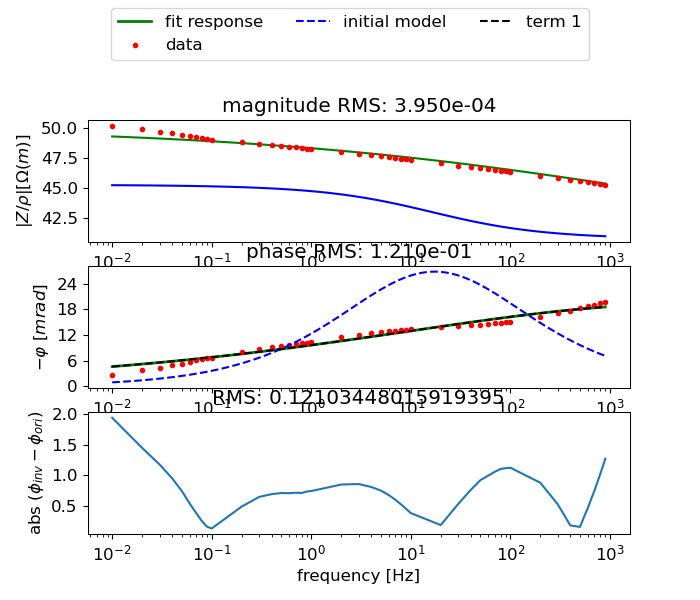 fit response initial model term 1
data
magnitude RMS: 3.950e-04
|Z/ρ|[Ω(m)]
50.0
47.5
45.0
42.5
10⁻² 10⁻¹ 10⁰ 10¹ 10² 10³
phase RMS: 1.210e-01
−φ [mrad]
24
18
12
6
0
10⁻² 10⁻¹ 10⁰ 10¹ 10² 10³
RMS: 0.12103448015919395
abs (ϕinv − ϕori)
2.0
1.5
1.0
0.5
10⁻² 10⁻¹ 10⁰ 10¹ 10² 10³
frequency [Hz]